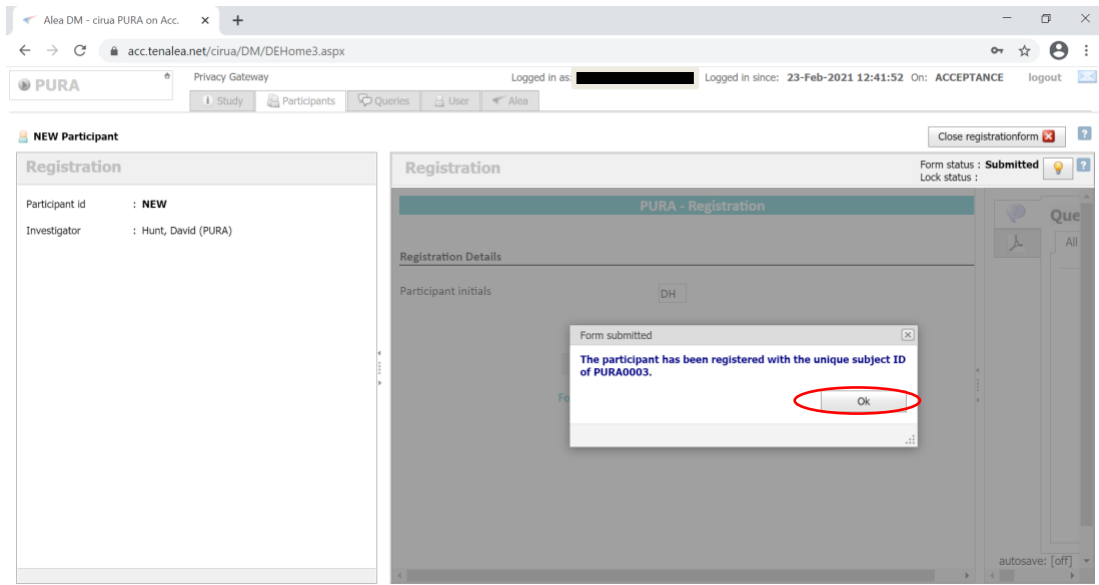 Alea DM - cirua PURA on Acc.
acc.tenalea.net/cirua/DM/DEHome3.aspx
PURA
Privacy Gateway
Logged in as:
Logged in since: 23-Feb-2021 12:41:52 On: ACCEPTANCE logout
Study Participants Queries User Alea
NEW Participant
Close registrationform
Registration
Registration
Form status : Submitted
Lock status :
Participant id : NEW
Investigator : Hunt, David (PURA)
PURA - Registration
Que
All
Registration Details
Participant initials DH
Form submitted
The participant has been registered with the unique subject ID
of PURA0003.
Ok
Fo
autosave: [off]